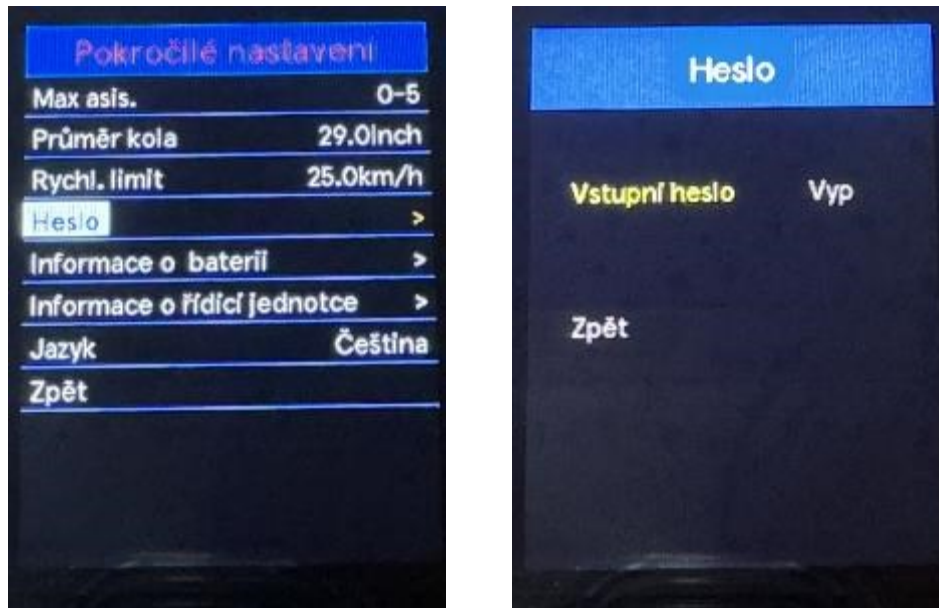 Pokročilé nastavení
Max asis. 0-5
Průměr kola 29.0Inch
Rychl. limit 25.0km/h
Heslo >
Informace o baterii >
Informace o řídící jednotce >
Jazyk Čeština
Zpět
Heslo
Vstupní heslo Vyp
Zpět